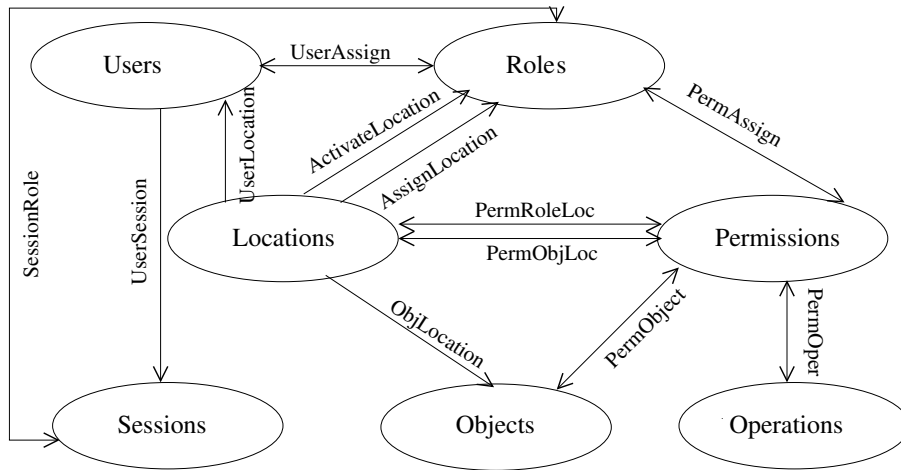 Users
UserAssign
Roles
ActivateLocation
AssignLocation
PermAssign
UserLocation
SessionRole
UserSession
Locations
PermRoleLoc
PermObjLoc
Permissions
ObjLocation
PermObject
PermOper
Sessions
Objects
Operations